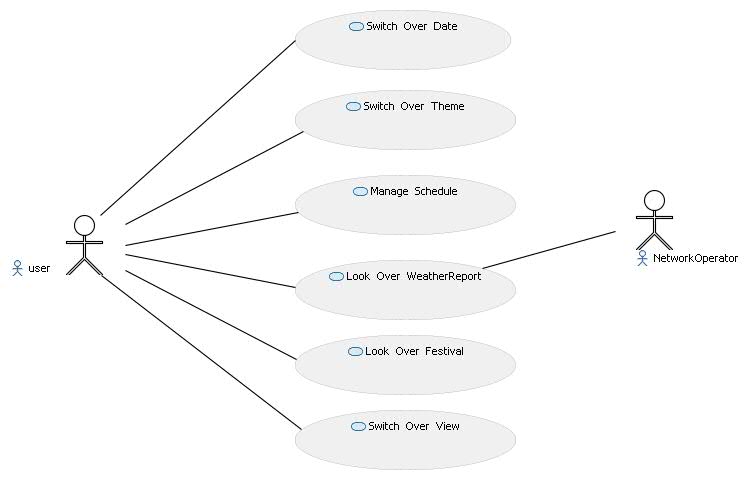 Switch Over Date
Switch Over Theme
Manage Schedule
user
NetworkOperator
Look Over WeatherReport
Look Over Festival
Switch Over View